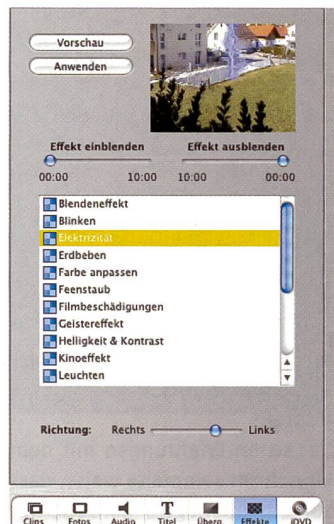 Vorschau
Anwenden
Effekt einblenden Effekt ausblenden
00:00 10:00 10:00 00:00
Blendeneffekt
Blinken
Elektrizität
Erdbeben
Farbe anpassen
Feenstaub
Filmbeschädigungen
Geistereffekt
Helligkeit & Kontrast
Kinoeffekt
Leuchten
Richtung: Rechts Links
Clips Fotos Audio Titel Überg. Effekte iDVD